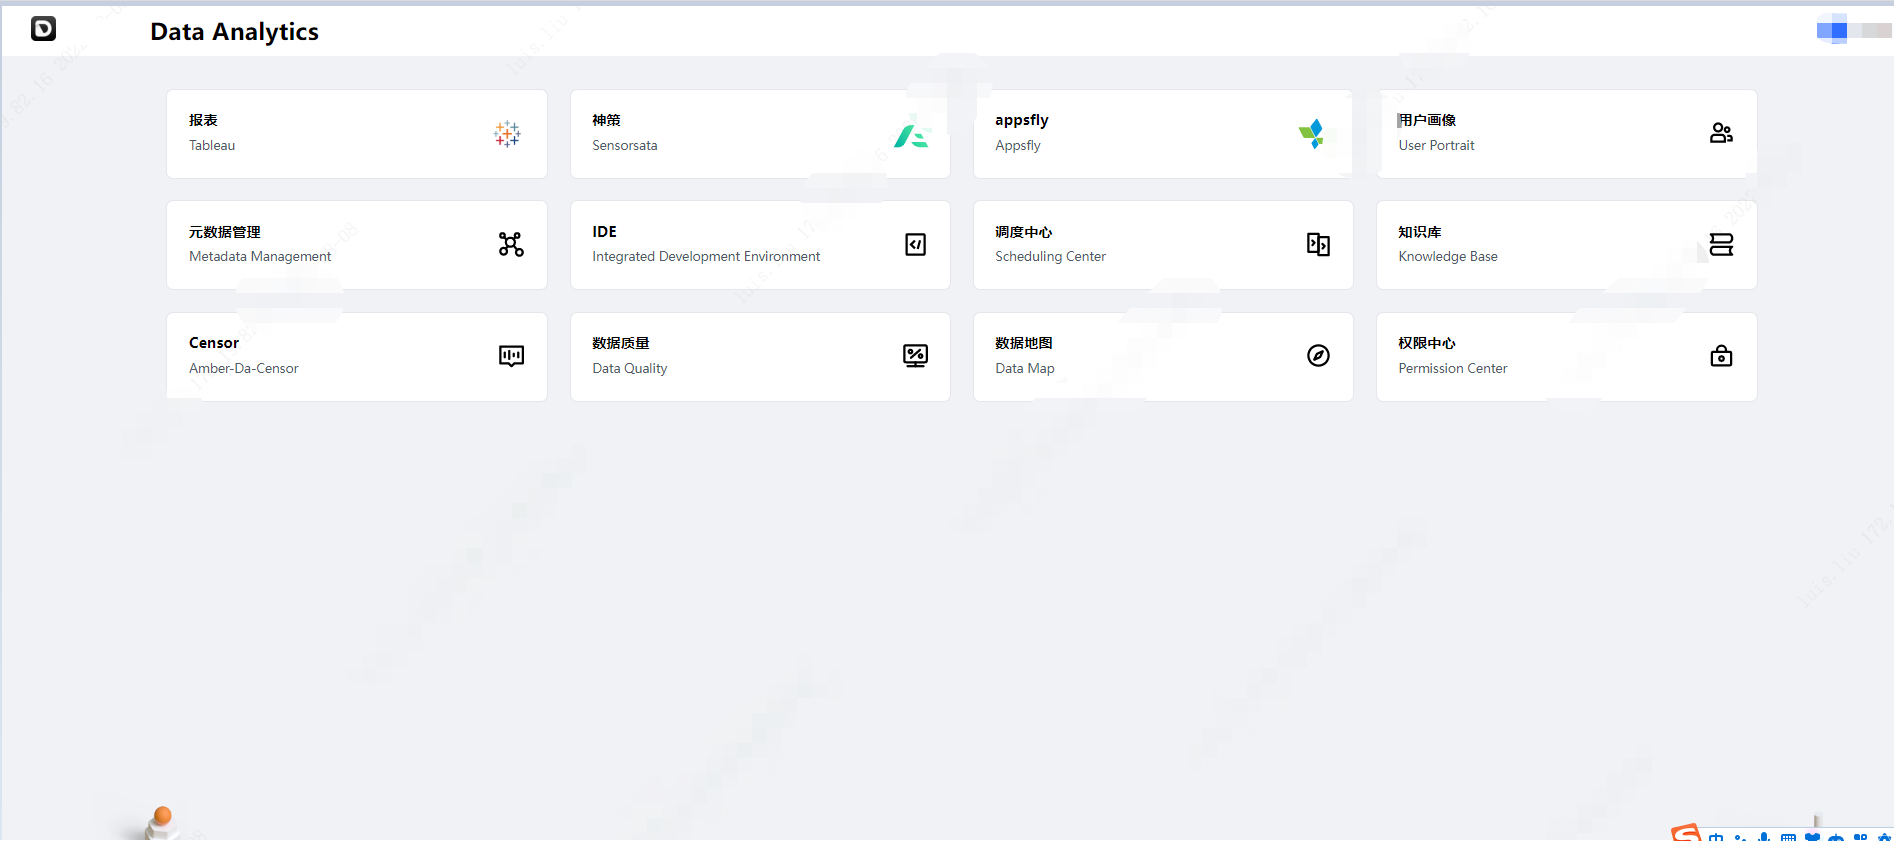 Data Analytics
报表
Tableau
神策
Sensorsata
appsfly
Appsfly
用户画像
User Portrait
元数据管理
Metadata Management
IDE
Integrated Development Environment
调度中心
Scheduling Center
知识库
Knowledge Base
Censor
Amber-Da-Censor
数据质量
Data Quality
数据地图
Data Map
权限中心
Permission Center
luis.liu 172.
中